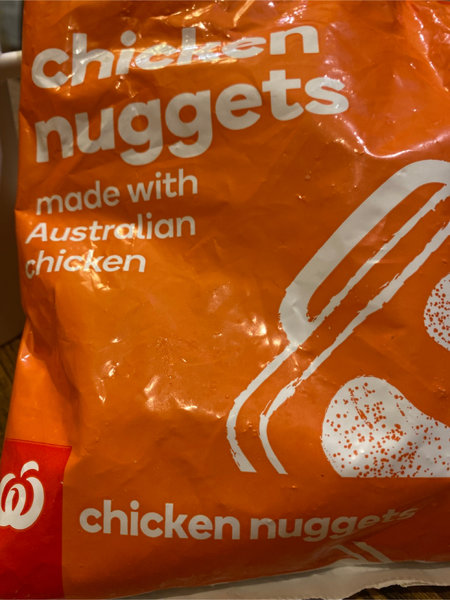 chicken
nuggets
made with
Australian
chicken
chicken nuggets